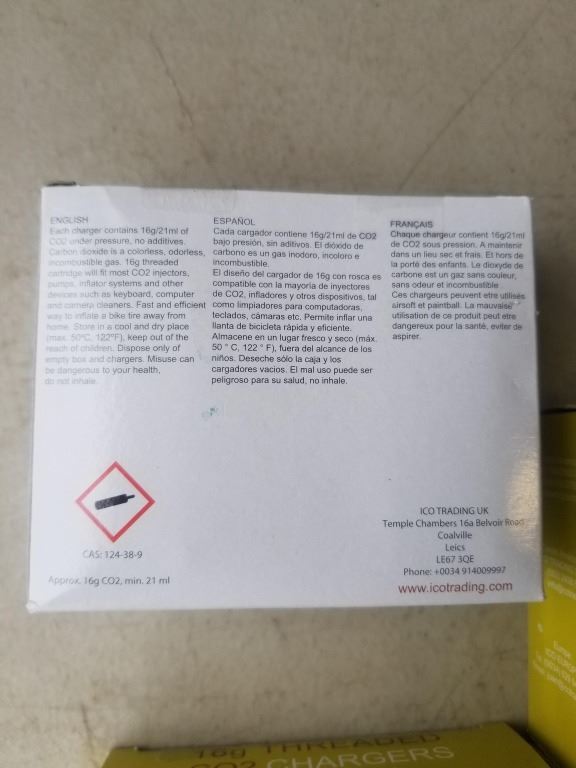 ENGLISH
Each charger contains 16g/21ml of
CO2 under pressure, no additives.
Carbon dioxide is a colorless, odorless,
incombustible gas. 16g threaded
cartridge will fit most CO2 injectors,
pumps, inflator systems and other
devices such as keyboard, computer
and camera cleaners. Fast and efficient
way to inflate a bike tire away from
home. Store in a cool and dry place
(max. 50°C, 122°F), keep out of the
reach of children. Dispose only of
empty box and chargers. Misuse can
be dangerous to your health,
do not inhale.
ESPAÑOL
Cada cargador contiene 16g/21ml de CO2
bajo presión, sin aditivos. El dióxido de
carbono es un gas inodoro, incoloro e
incombustible.
El diseño del cargador de 16g con rosca es
compatible con la mayoría de inyectores
de CO2, infladores y otros dispositivos, tal
como limpiadores para computadoras,
teclados, cámaras etc. Permite inflar una
llanta de bicicleta rápida y eficiente.
Almacene en un lugar fresco y seco (máx.
50 ° C, 122 ° F), fuera del alcance de los
niños. Deseche sólo la caja y los
cargadores vacios. El mal uso puede ser
peligroso para su salud, no inhale.
FRANÇAIS
Chaque chargeur contient 16g/21ml
de CO2 sous pression. A maintenir
dans un lieu sec et frais. Et hors de
la porté des enfants. Le dioxyde de
carbone est un gas sans couleur,
sans odeur et incombustible
Ces chargeurs peuvent etre utilisés
airsoft et paintball. La mauvaise
utilisation de ce produit peut etre
dangereux pour la santé, eviter de
aspirer.
CAS: 124-38-9
Approx. 16g CO2, min. 21 ml
ICO TRADING UK
Temple Chambers 16a Belvoir Road
Coalville
Leics
LE67 3QE
Phone: +0034 914009997
www.icotrading.com
16g THREADED
CO2 CHARGERS